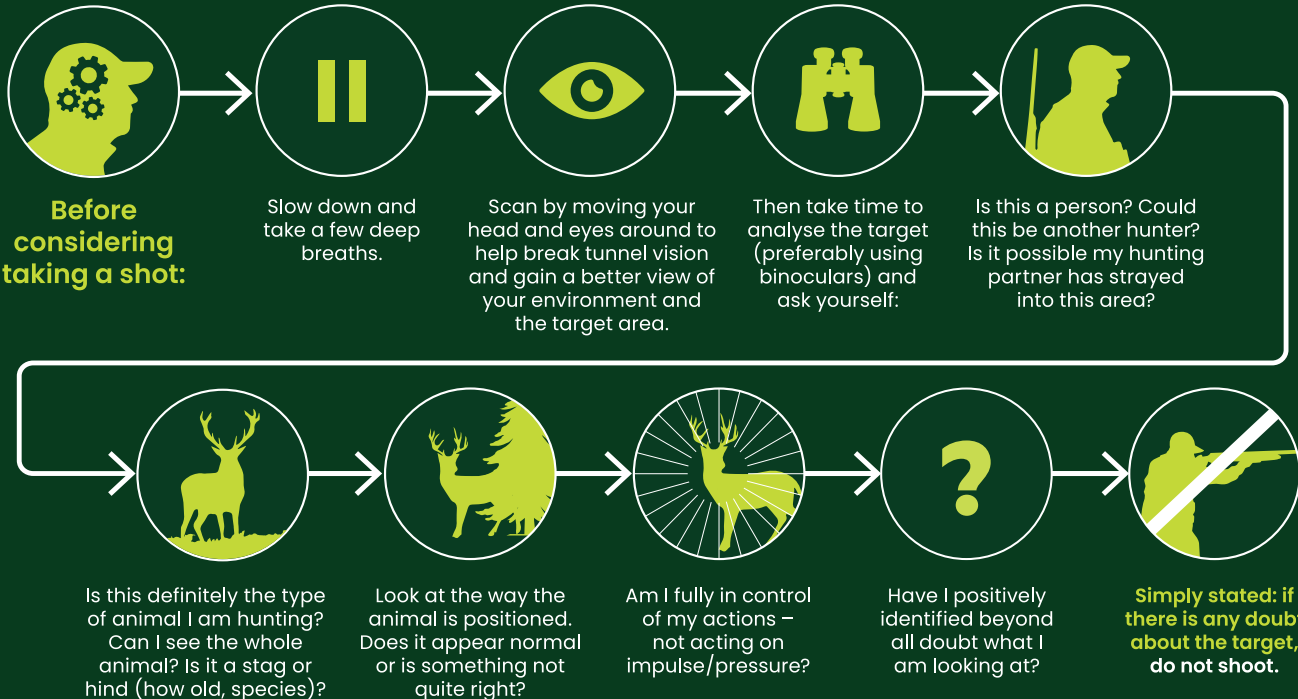 Before
considering
taking a shot:
Slow down and
take a few deep
breaths.
Scan by moving your
head and eyes around to
help break tunnel vision
and gain a better view of
your environment and
the target area.
Then take time to
analyse the target
(preferably using
binoculars) and
ask yourself:
Is this a person? Could
this be another hunter?
Is it possible my hunting
partner has strayed
into this area?
Is this definitely the type
of animal I am hunting?
Can I see the whole
animal? Is it a stag or
hind (how old, species)?
Look at the way the
animal is positioned.
Does it appear normal
or is something not
quite right?
Am I fully in control
of my actions –
not acting on
impulse/pressure?
?
Have I positively
identified beyond
all doubt what I
am looking at?
Simply stated: if
there is any doubt
about the target,
do not shoot.